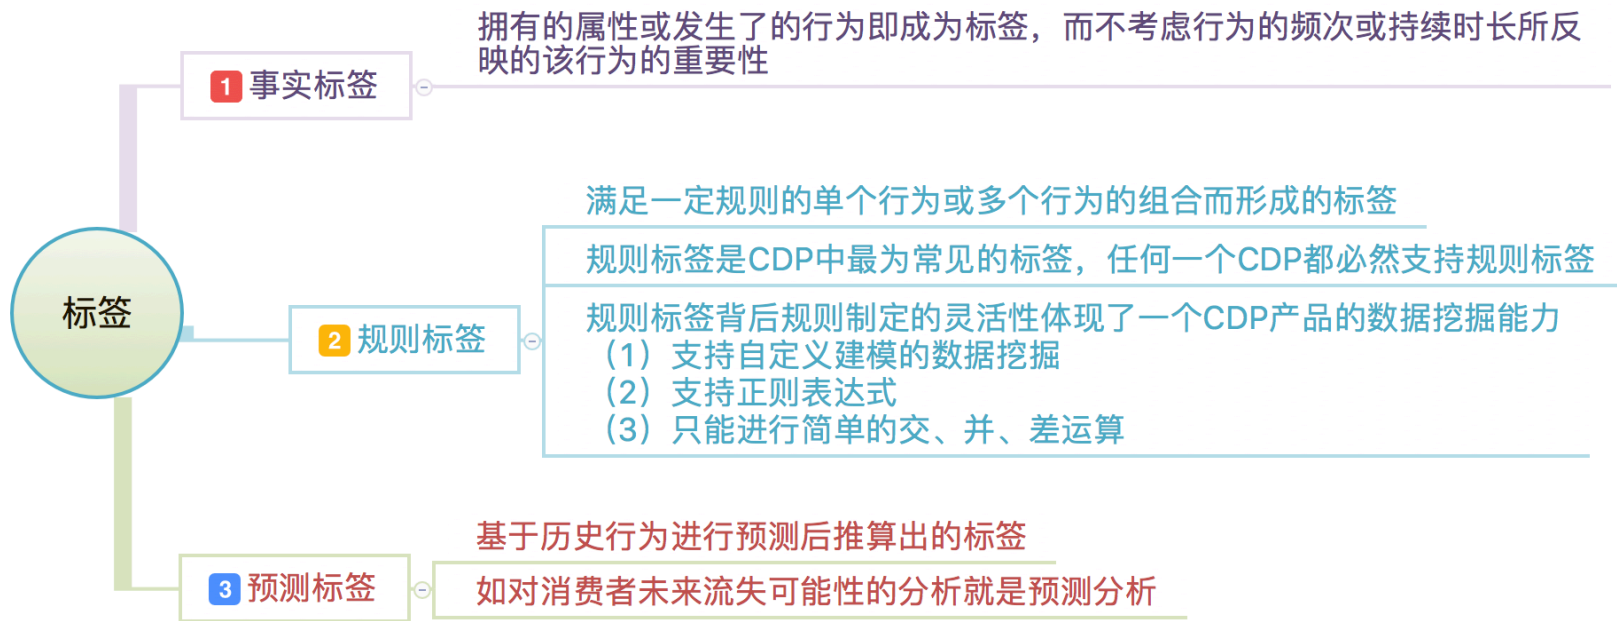 标签
1 事实标签
拥有的属性或发生了的行为即成为标签，而不考虑行为的频次或持续时长所反
映的该行为的重要性
2 规则标签
满足一定规则的单个行为或多个行为的组合而形成的标签
规则标签是CDP中最为常见的标签，任何一个CDP都必然支持规则标签
规则标签背后规则制定的灵活性体现了一个CDP产品的数据挖掘能力
（1）支持自定义建模的数据挖掘
（2）支持正则表达式
（3）只能进行简单的交、并、差运算
3 预测标签
基于历史行为进行预测后推算出的标签
如对消费者未来流失可能性的分析就是预测分析